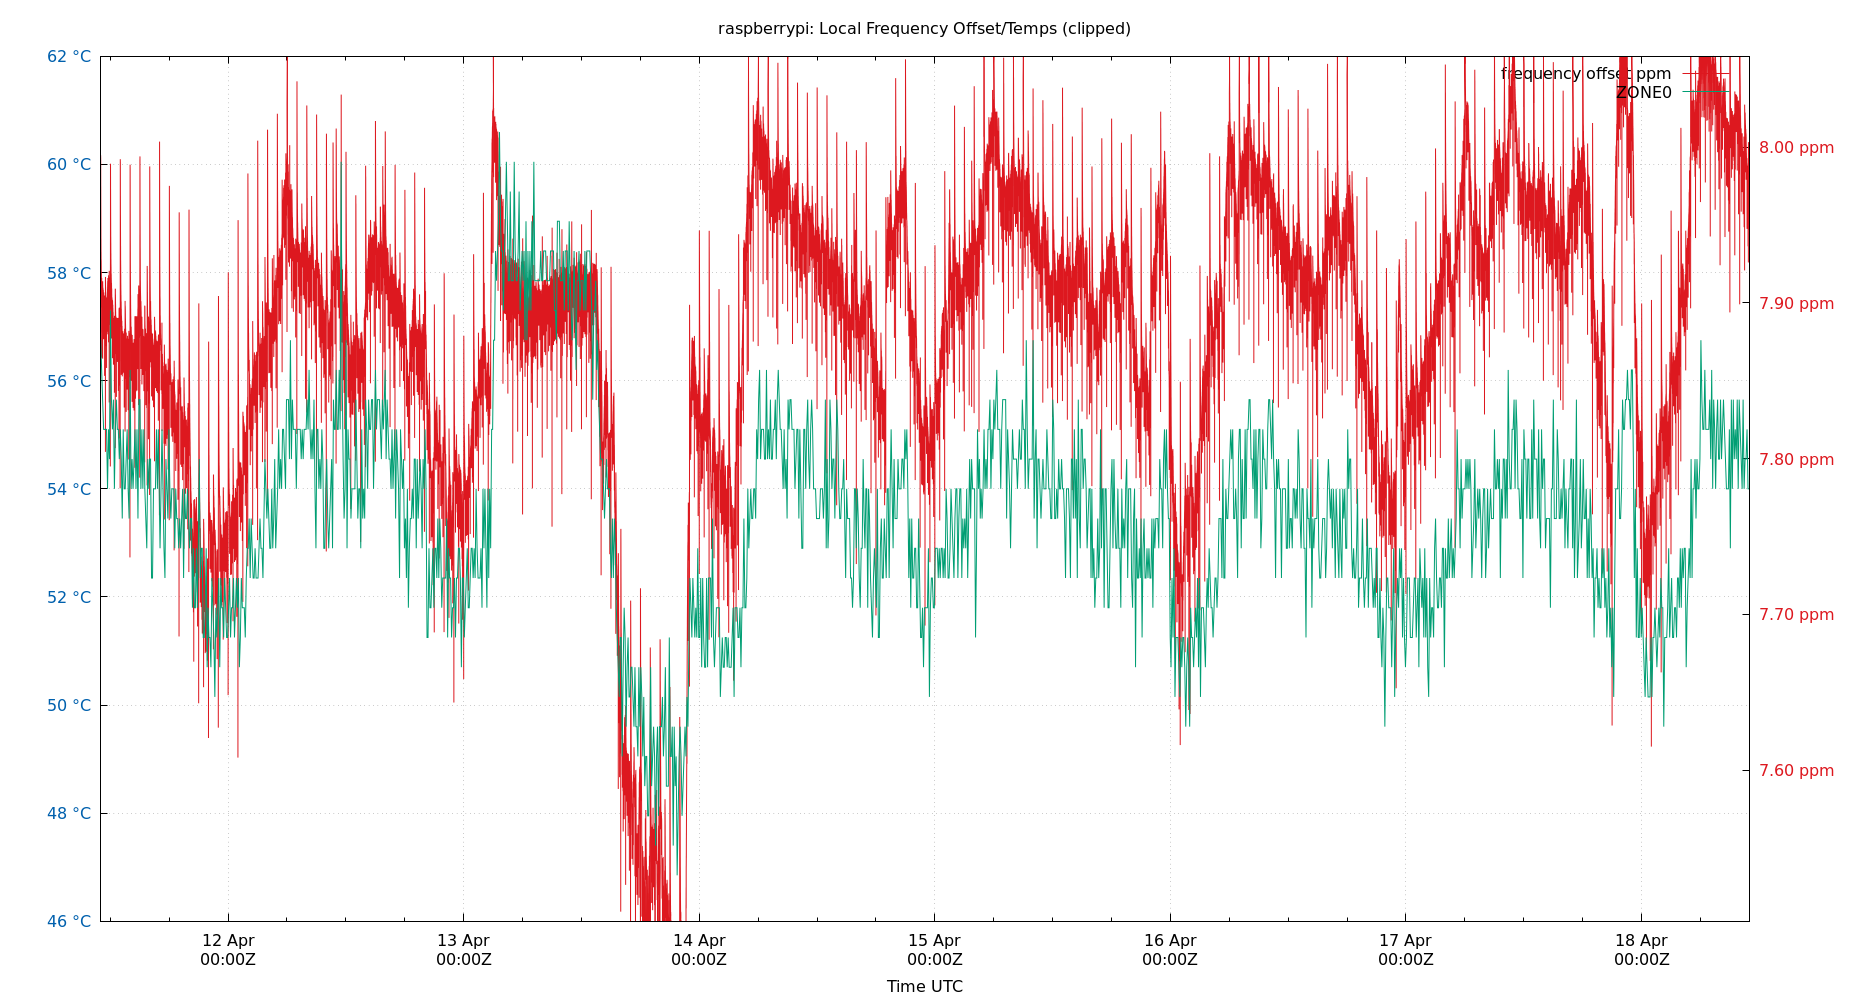 raspberrypi: Local Frequency Offset/Temps (clipped)
62 °C
60 °C
58 °C
56 °C
54 °C
52 °C
50 °C
48 °C
46 °C
frequency offset ppm
ZONE0
8.00 ppm
7.90 ppm
7.80 ppm
7.70 ppm
7.60 ppm
12 Apr
00:00Z
13 Apr
00:00Z
14 Apr
00:00Z
15 Apr
00:00Z
16 Apr
00:00Z
17 Apr
00:00Z
18 Apr
00:00Z
Time UTC